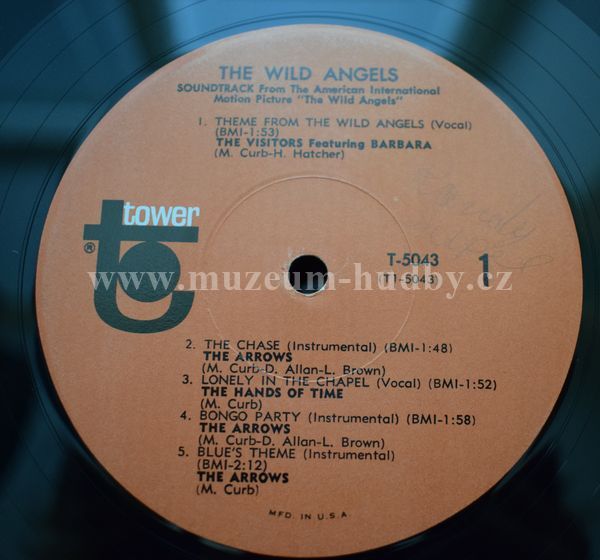 THE WILD ANGELS
SOUNDTRACK From The American International
Motion Picture "The Wild Angels"
1. THEME FROM THE WILD ANGELS (Vocal)
(BMI-1:53)
THE VISITORS Featuring BARBARA
(M. Curb-H. Hatcher)
tower
®
T-5043 1
(T1-5043)
www.muzeum-hudby.cz
2. THE CHASE (Instrumental) (BMI-1:48)
THE ARROWS
(M. Curb-D. Allan-L. Brown)
3. LONELY IN THE CHAPEL (Vocal) (BMI-1:52)
THE HANDS OF TIME
(M. Curb)
4. BONGO PARTY (Instrumental) (BMI-1:58)
THE ARROWS
(M. Curb-D. Allan-L. Brown)
5. BLUE'S THEME (Instrumental)
(BMI-2:12)
THE ARROWS
(M. Curb)
MFD. IN U.S.A